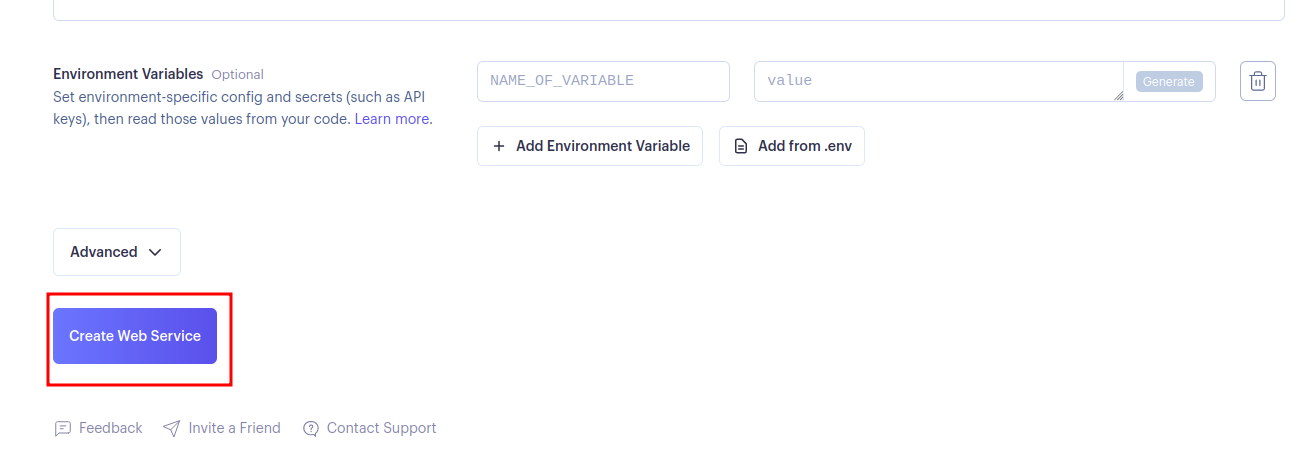 Environment Variables Optional
Set environment-specific config and secrets (such as API
keys), then read those values from your code. Learn more.
NAME_OF_VARIABLE
value
Generate
Add Environment Variable
Add from .env
Advanced
Create Web Service
Feedback
Invite a Friend
Contact Support